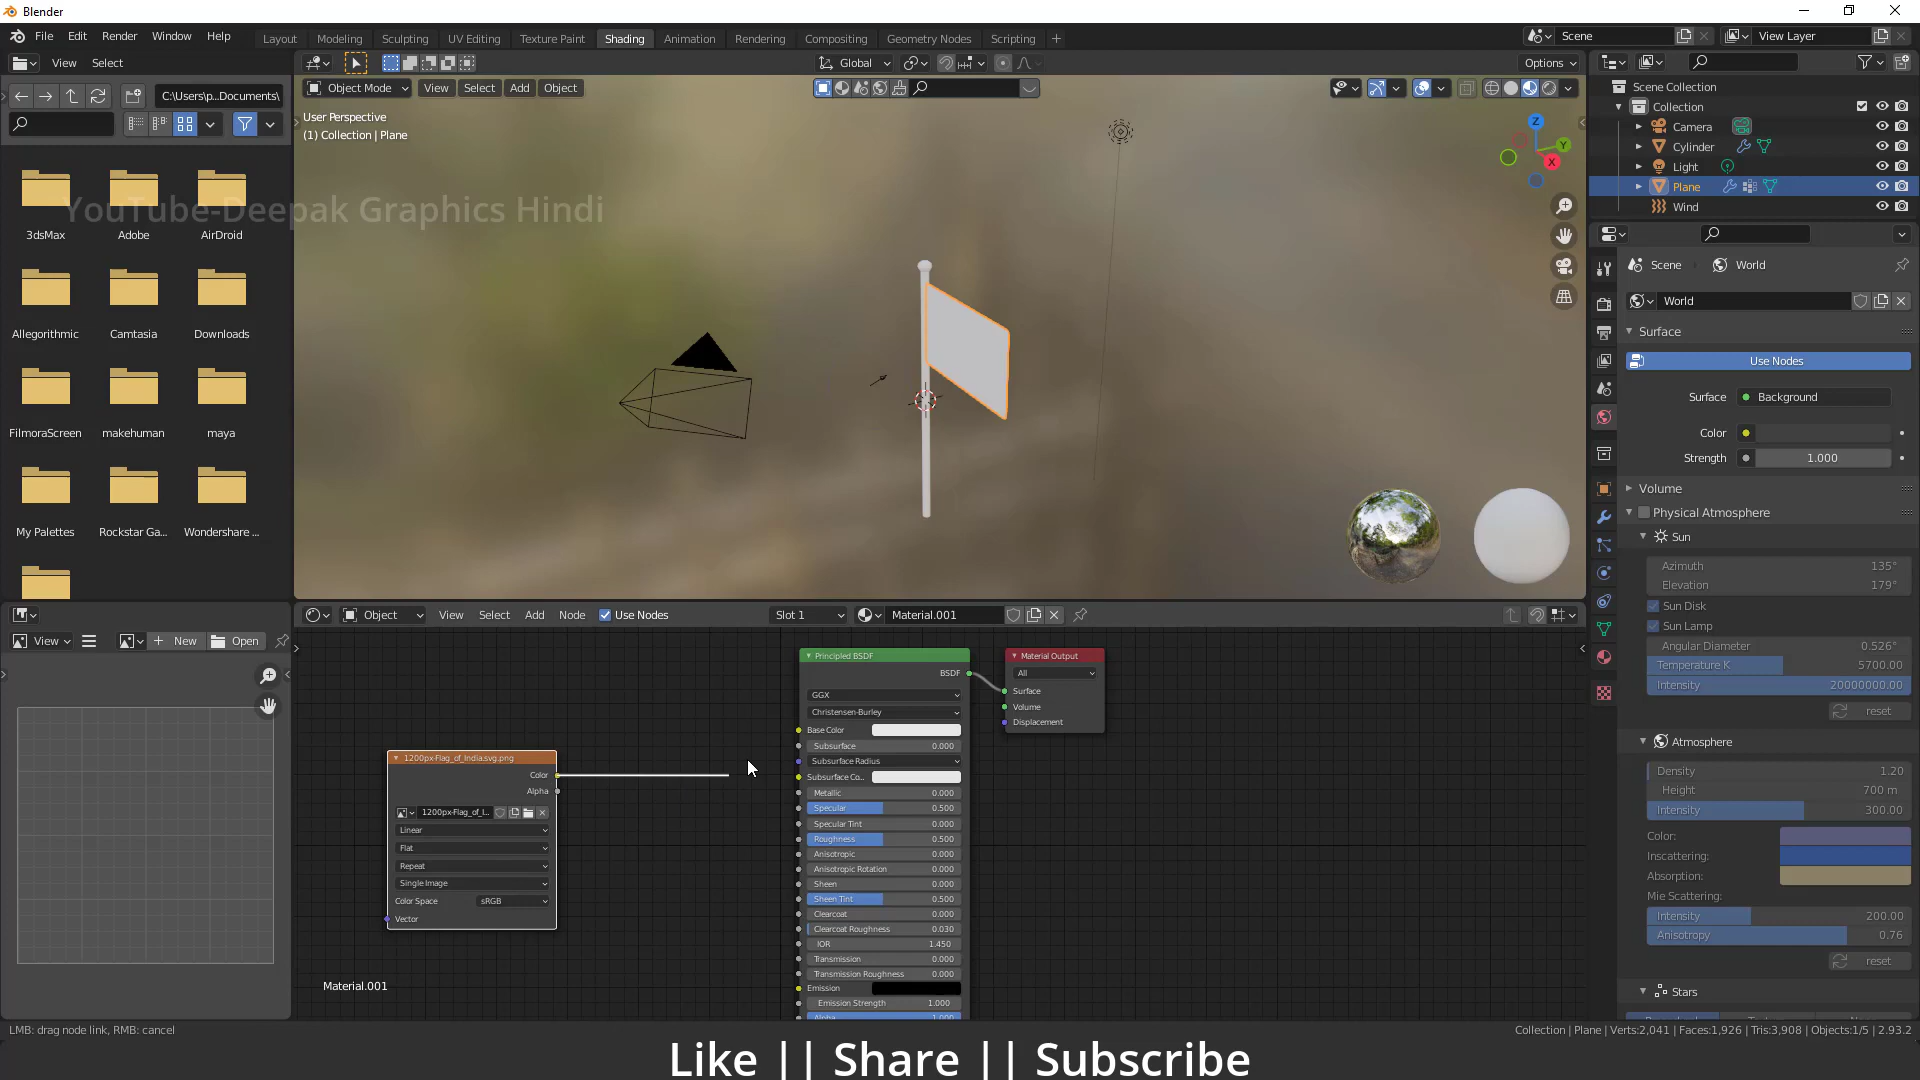 Blender
File Edit Render Window Help
Layout Modeling Sculpting UV Editing Texture Paint Shading Animation Rendering Compositing Geometry Nodes Scripting +
Scene
View Layer
View Select
Global
Options
C:\Users\p...Documents\
Object Mode View Select Add Object
User Perspective
(1) Collection | Plane
Z
Y
X
YouTube-Deepak Graphics Hindi
3dsMax Adobe AirDroid
Allegorithmic Camtasia Downloads
FilmoraScreen makehuman maya
My Palettes Rockstar Ga... Wondershare ...
Scene Collection
Collection
Camera
Cylinder
Light
Plane
Wind
Scene World
World
Surface
Use Nodes
Surface Background
Color
Strength 1.000
Volume
Physical Atmosphere
Sun
Azimuth 135°
Elevation 179°
Sun Disk
Sun Lamp
Angular Diameter 0.526°
Temperature K 5700.00
Intensity 20000000.00
reset
Atmosphere
Density 1.20
Height 700 m
Intensity 300.00
Color:
Inscattering:
Absorption:
Mie Scattering:
Intensity 200.00
Anisotropy 0.76
reset
Stars
View New Open
Object View Select Add Node Use Nodes Slot 1 Material.001
1200px-Flag_of_India.svg.png
Color
Alpha
1200px-Flag_of_I...
Linear
Flat
Repeat
Single Image
Color Space sRGB
Vector
Principled BSDF
BSDF
GGX
Christensen-Burley
Base Color
Subsurface 0.000
Subsurface Radius
Subsurface Co...
Metallic 0.000
Specular 0.500
Specular Tint 0.000
Roughness 0.500
Anisotropic 0.000
Anisotropic Rotation 0.000
Sheen 0.000
Sheen Tint 0.500
Clearcoat 0.000
Clearcoat Roughness 0.030
IOR 1.450
Transmission 0.000
Transmission Roughness 0.000
Emission
Emission Strength 1.000
Alpha 1.000
Material Output
All
Surface
Volume
Displacement
Material.001
LMB: drag node link, RMB: cancel
Collection | Plane | Verts:2,041 | Faces:1,926 | Tris:3,908 | Objects:1/5 | 2.93.2
Like || Share || Subscribe